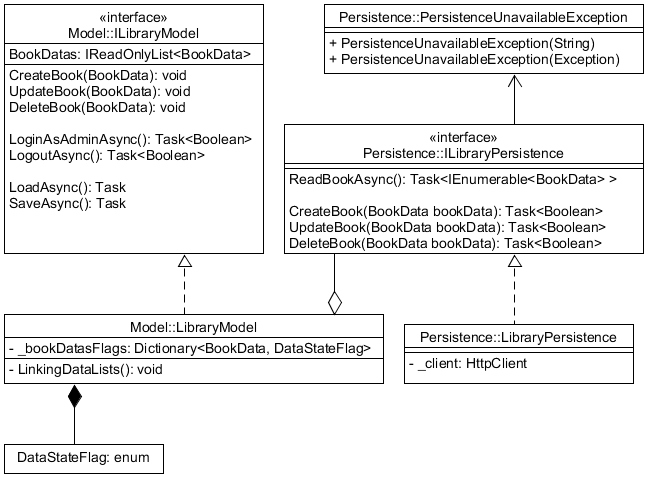 «interface»
Model::ILibraryModel
BookDatas: IReadOnlyList<BookData>
CreateBook(BookData): void
UpdateBook(BookData): void
DeleteBook(BookData): void
LoginAsAdminAsync(): Task<Boolean>
LogoutAsync(): Task<Boolean>
LoadAsync(): Task
SaveAsync(): Task
Persistence::PersistenceUnavailableException
+ PersistenceUnavailableException(String)
+ PersistenceUnavailableException(Exception)
«interface»
Persistence::ILibraryPersistence
ReadBookAsync(): Task<IEnumerable<BookData> >
CreateBook(BookData bookData): Task<Boolean>
UpdateBook(BookData bookData): Task<Boolean>
DeleteBook(BookData bookData): Task<Boolean>
Model::LibraryModel
- _bookDatasFlags: Dictionary<BookData, DataStateFlag>
- LinkingDataLists(): void
Persistence::LibraryPersistence
- _client: HttpClient
DataStateFlag: enum